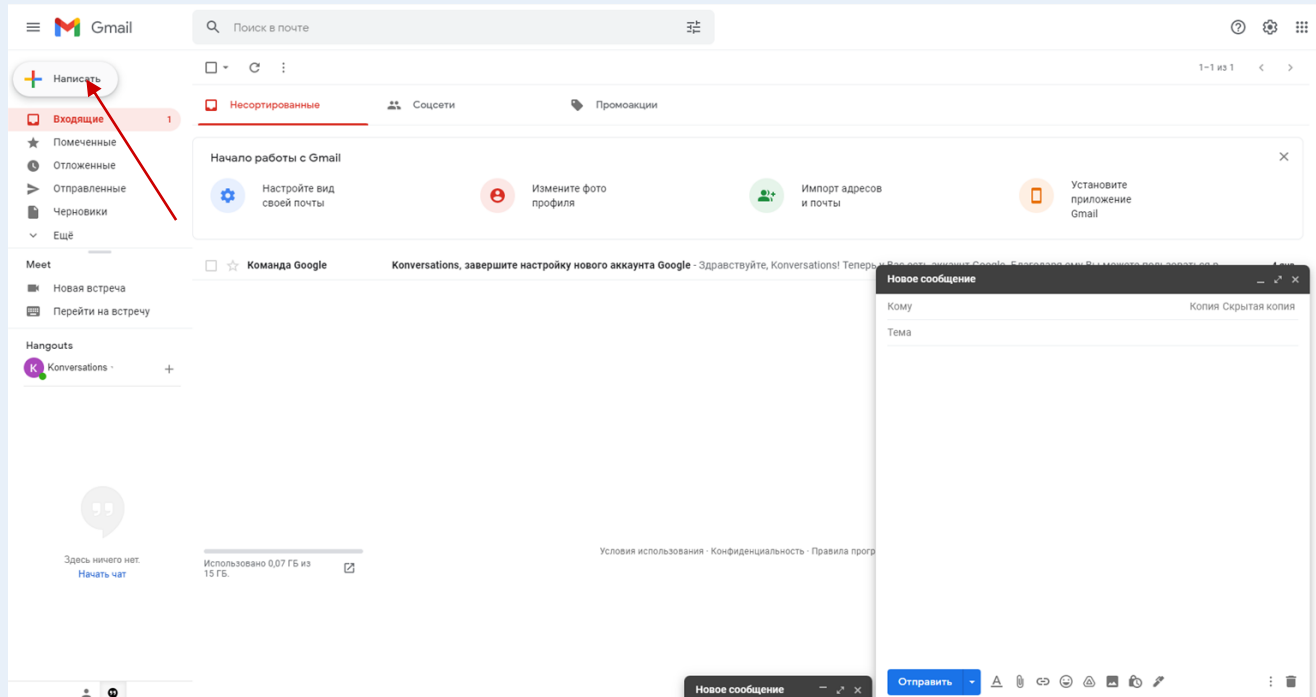 Gmail
Поиск в почте
Написать
1–1 из 1
Несортированные
Соцсети
Промоакции
Входящие 1
Помеченные
Отложенные
Отправленные
Черновики
Ещё
Начало работы с Gmail
Настройте вид
своей почты
Измените фото
профиля
Импорт адресов
и почты
Установите
приложение
Gmail
Команда Google Konversations, завершите настройку нового аккаунта Google - Здравствуйте, Konversations! Теперь
Meet
Новая встреча
Перейти на встречу
Hangouts
K Konversations
Здесь ничего нет.
Начать чат
Использовано 0,07 ГБ из
15 ГБ.
Условия использования · Конфиденциальность · Правила прогр
Новое сообщение
Кому Копия Скрытая копия
Тема
Отправить
Новое сообщение